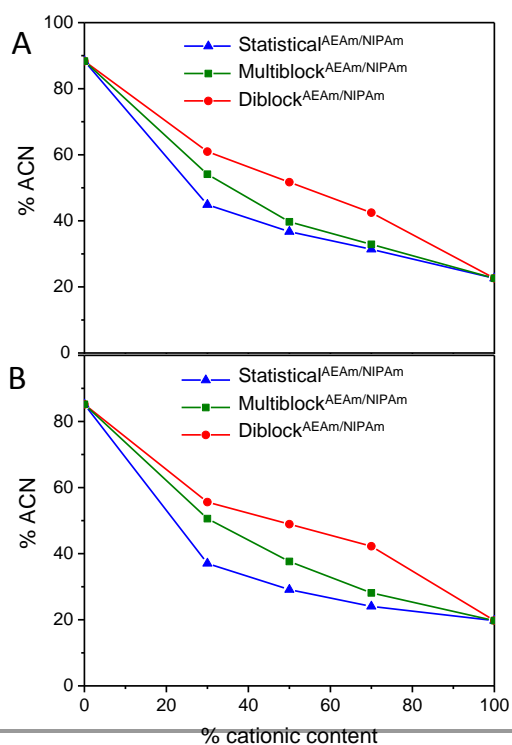 A
100
80
60
40
20
0
% ACN
Statistical^AEAm/NIPAm
Multiblock^AEAm/NIPAm
Diblock^AEAm/NIPAm
B
80
60
40
20
0
% ACN
Statistical^AEAm/NIPAm
Multiblock^AEAm/NIPAm
Diblock^AEAm/NIPAm
0 20 40 60 80 100
% cationic content